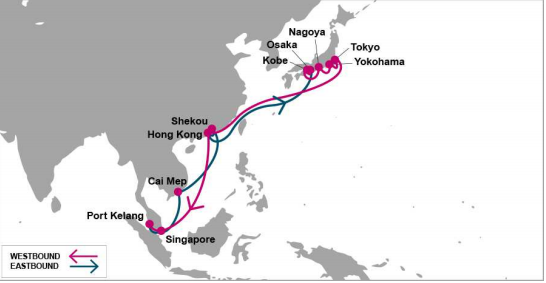 Nagoya
Osaka
Tokyo
Kobe
Yokohama
Shekou
Hong Kong
Cai Mep
Port Kelang
Singapore
WESTBOUND
EASTBOUND